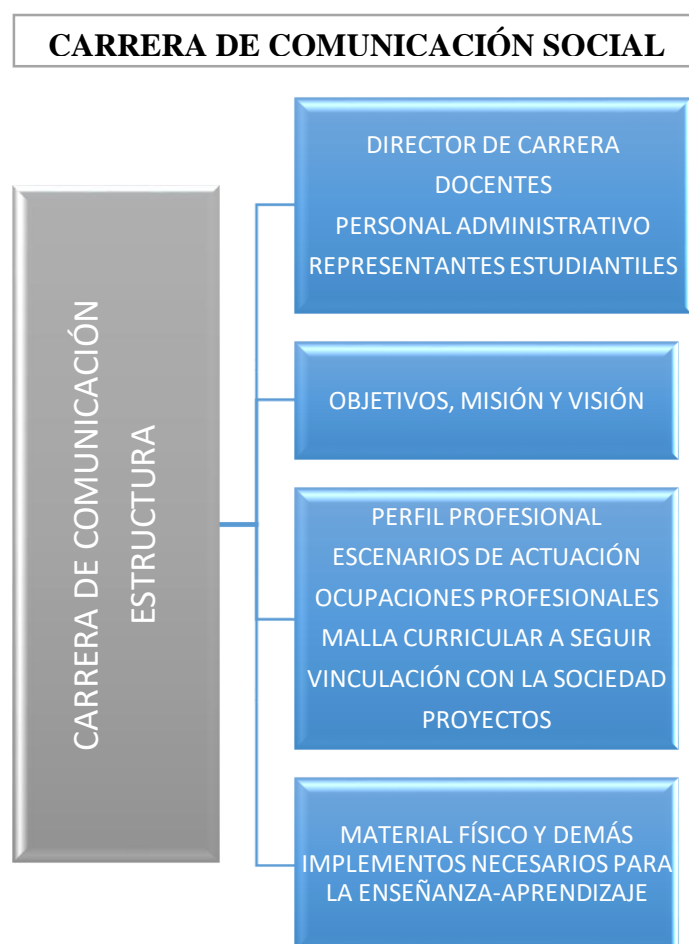 CARRERA DE COMUNICACIÓN SOCIAL
CARRERA DE COMUNICACIÓN
ESTRUCTURA
DIRECTOR DE CARRERA
DOCENTES
PERSONAL ADMINISTRATIVO
REPRESENTANTES ESTUDIANTILES
OBJETIVOS, MISIÓN Y VISIÓN
PERFIL PROFESIONAL
ESCENARIOS DE ACTUACIÓN
OCUPACIONES PROFESIONALES
MALLA CURRICULAR A SEGUIR
VINCULACIÓN CON LA SOCIEDAD
PROYECTOS
MATERIAL FÍSICO Y DEMÁS
IMPLEMENTOS NECESARIOS PARA
LA ENSEÑANZA-APRENDIZAJE